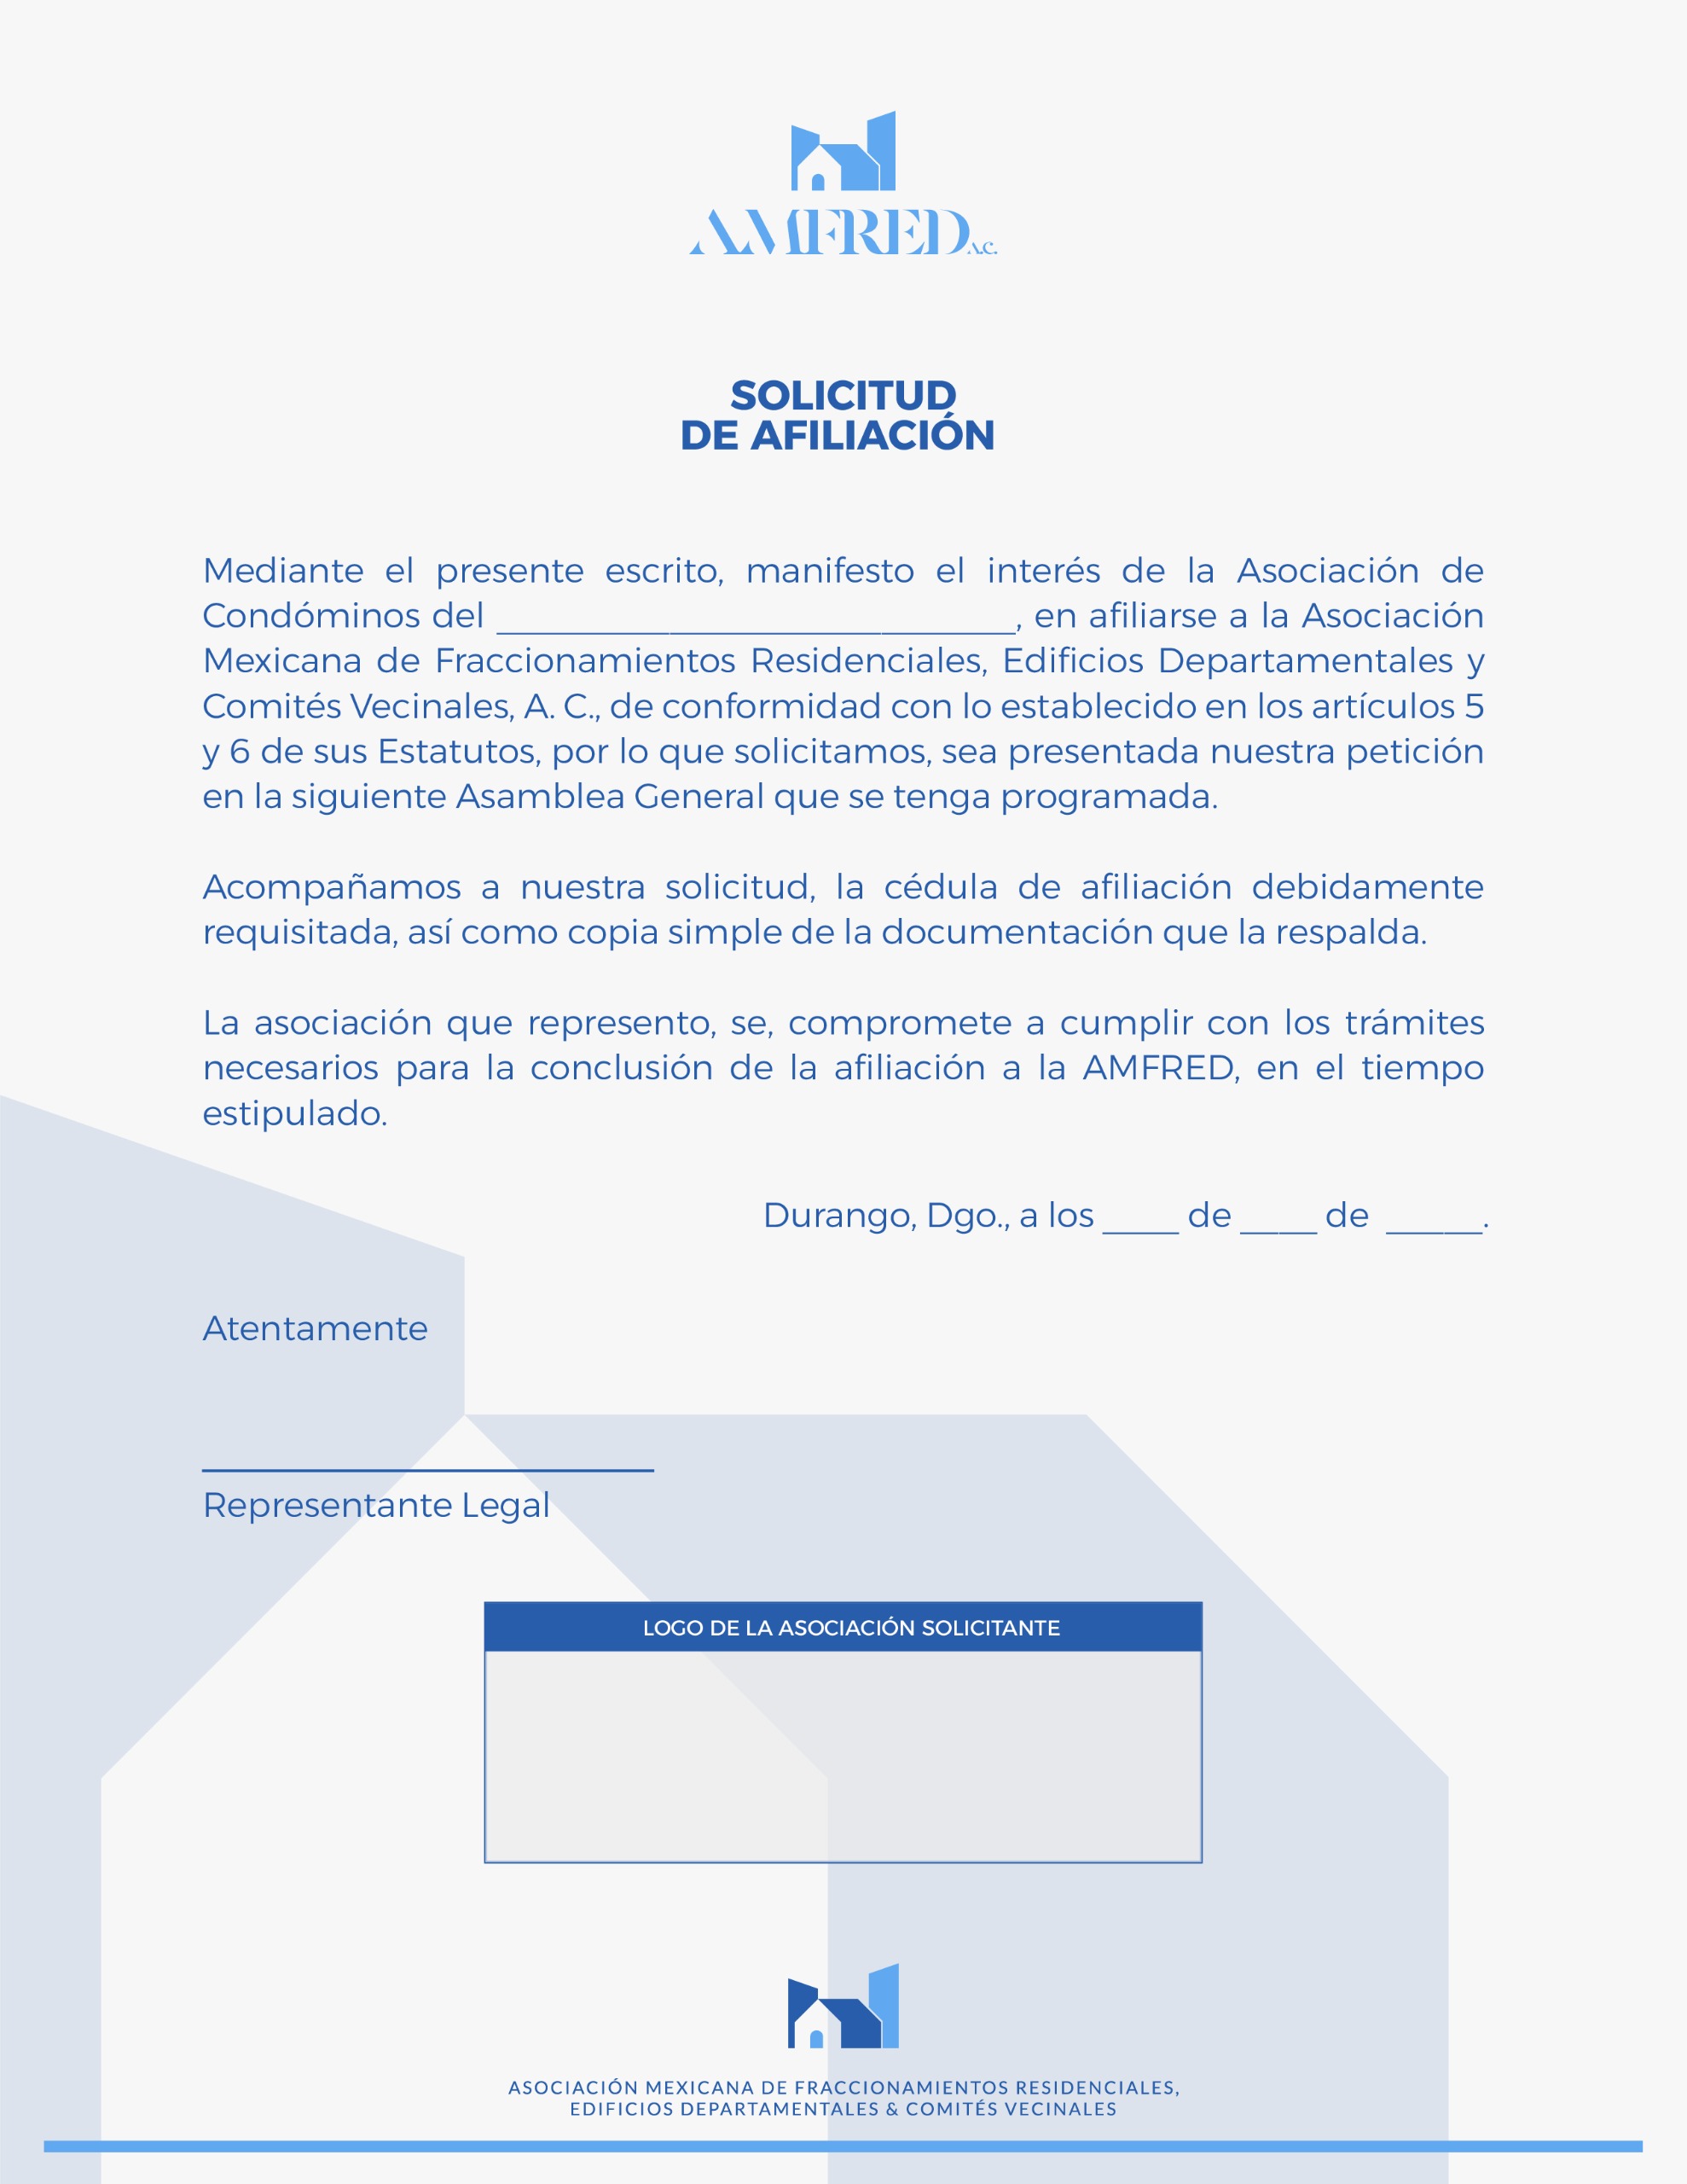 AMFRED A.C.
SOLICITUD
DE AFILIACIÓN
Mediante el presente escrito, manifesto el interés de la Asociación de
Condóminos del ___________________________, en afiliarse a la Asociación
Mexicana de Fraccionamientos Residenciales, Edificios Departamentales y
Comités Vecinales, A. C., de conformidad con lo establecido en los artículos 5
y 6 de sus Estatutos, por lo que solicitamos, sea presentada nuestra petición
en la siguiente Asamblea General que se tenga programada.
Acompañamos a nuestra solicitud, la cédula de afiliación debidamente
requisitada, así como copia simple de la documentación que la respalda.
La asociación que represento, se, compromete a cumplir con los trámites
necesarios para la conclusión de la afiliación a la AMFRED, en el tiempo
estipulado.
Durango, Dgo., a los ____ de ____ de _____.
Atentamente
Representante Legal
LOGO DE LA ASOCIACIÓN SOLICITANTE
ASOCIACIÓN MEXICANA DE FRACCIONAMIENTOS RESIDENCIALES,
EDIFICIOS DEPARTAMENTALES & COMITÉS VECINALES